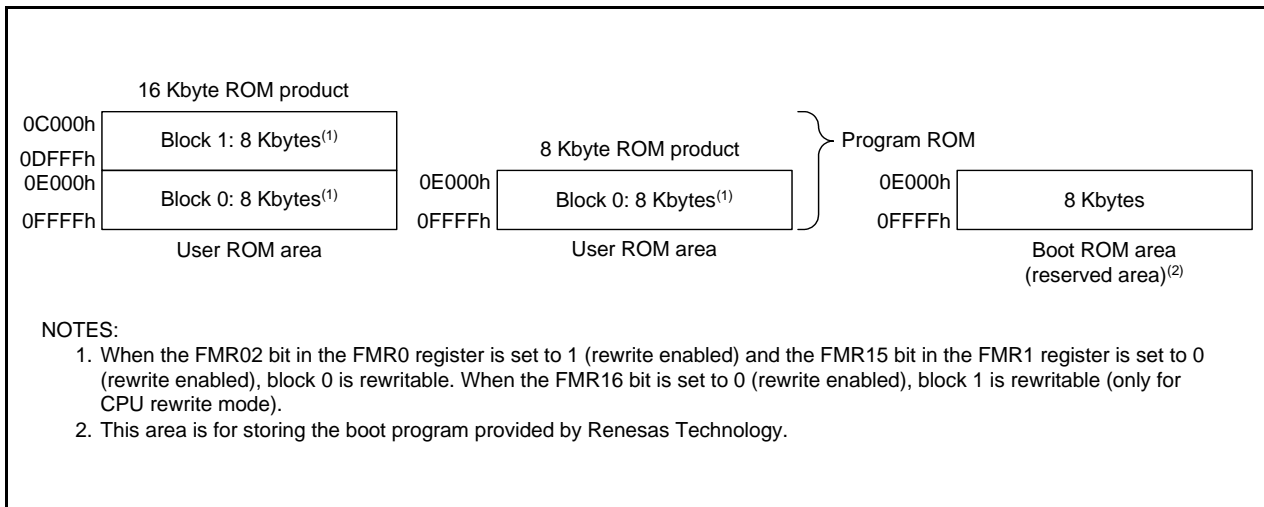 16 Kbyte ROM product
0C000h
Block 1: 8 Kbytes(1)
0DFFFh
0E000h
Block 0: 8 Kbytes(1)
0FFFFh
User ROM area
8 Kbyte ROM product
0E000h
Block 0: 8 Kbytes(1)
0FFFFh
User ROM area
Program ROM
0E000h
8 Kbytes
0FFFFh
Boot ROM area
(reserved area)(2)
NOTES:
1. When the FMR02 bit in the FMR0 register is set to 1 (rewrite enabled) and the FMR15 bit in the FMR1 register is set to 0
(rewrite enabled), block 0 is rewritable. When the FMR16 bit is set to 0 (rewrite enabled), block 1 is rewritable (only for
CPU rewrite mode).
2. This area is for storing the boot program provided by Renesas Technology.